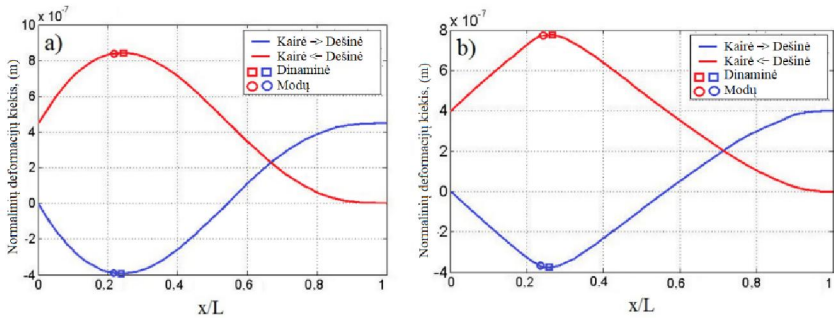 x 10⁻⁷
a)
Normalinių deformacijų kiekis, (m)
10
8
6
4
2
0
-2
-4
Kairė –> Dešinė
Kairė <– Dešinė
Dinaminė
Modų
0 0.2 0.4 0.6 0.8 1
x/L
x 10⁻⁷
b)
Normalinių deformacijų kiekis, (m)
8
6
4
2
0
-2
-4
Kairė –> Dešinė
Kairė <– Dešinė
Dinaminė
Modų
0 0.2 0.4 0.6 0.8 1
x/L